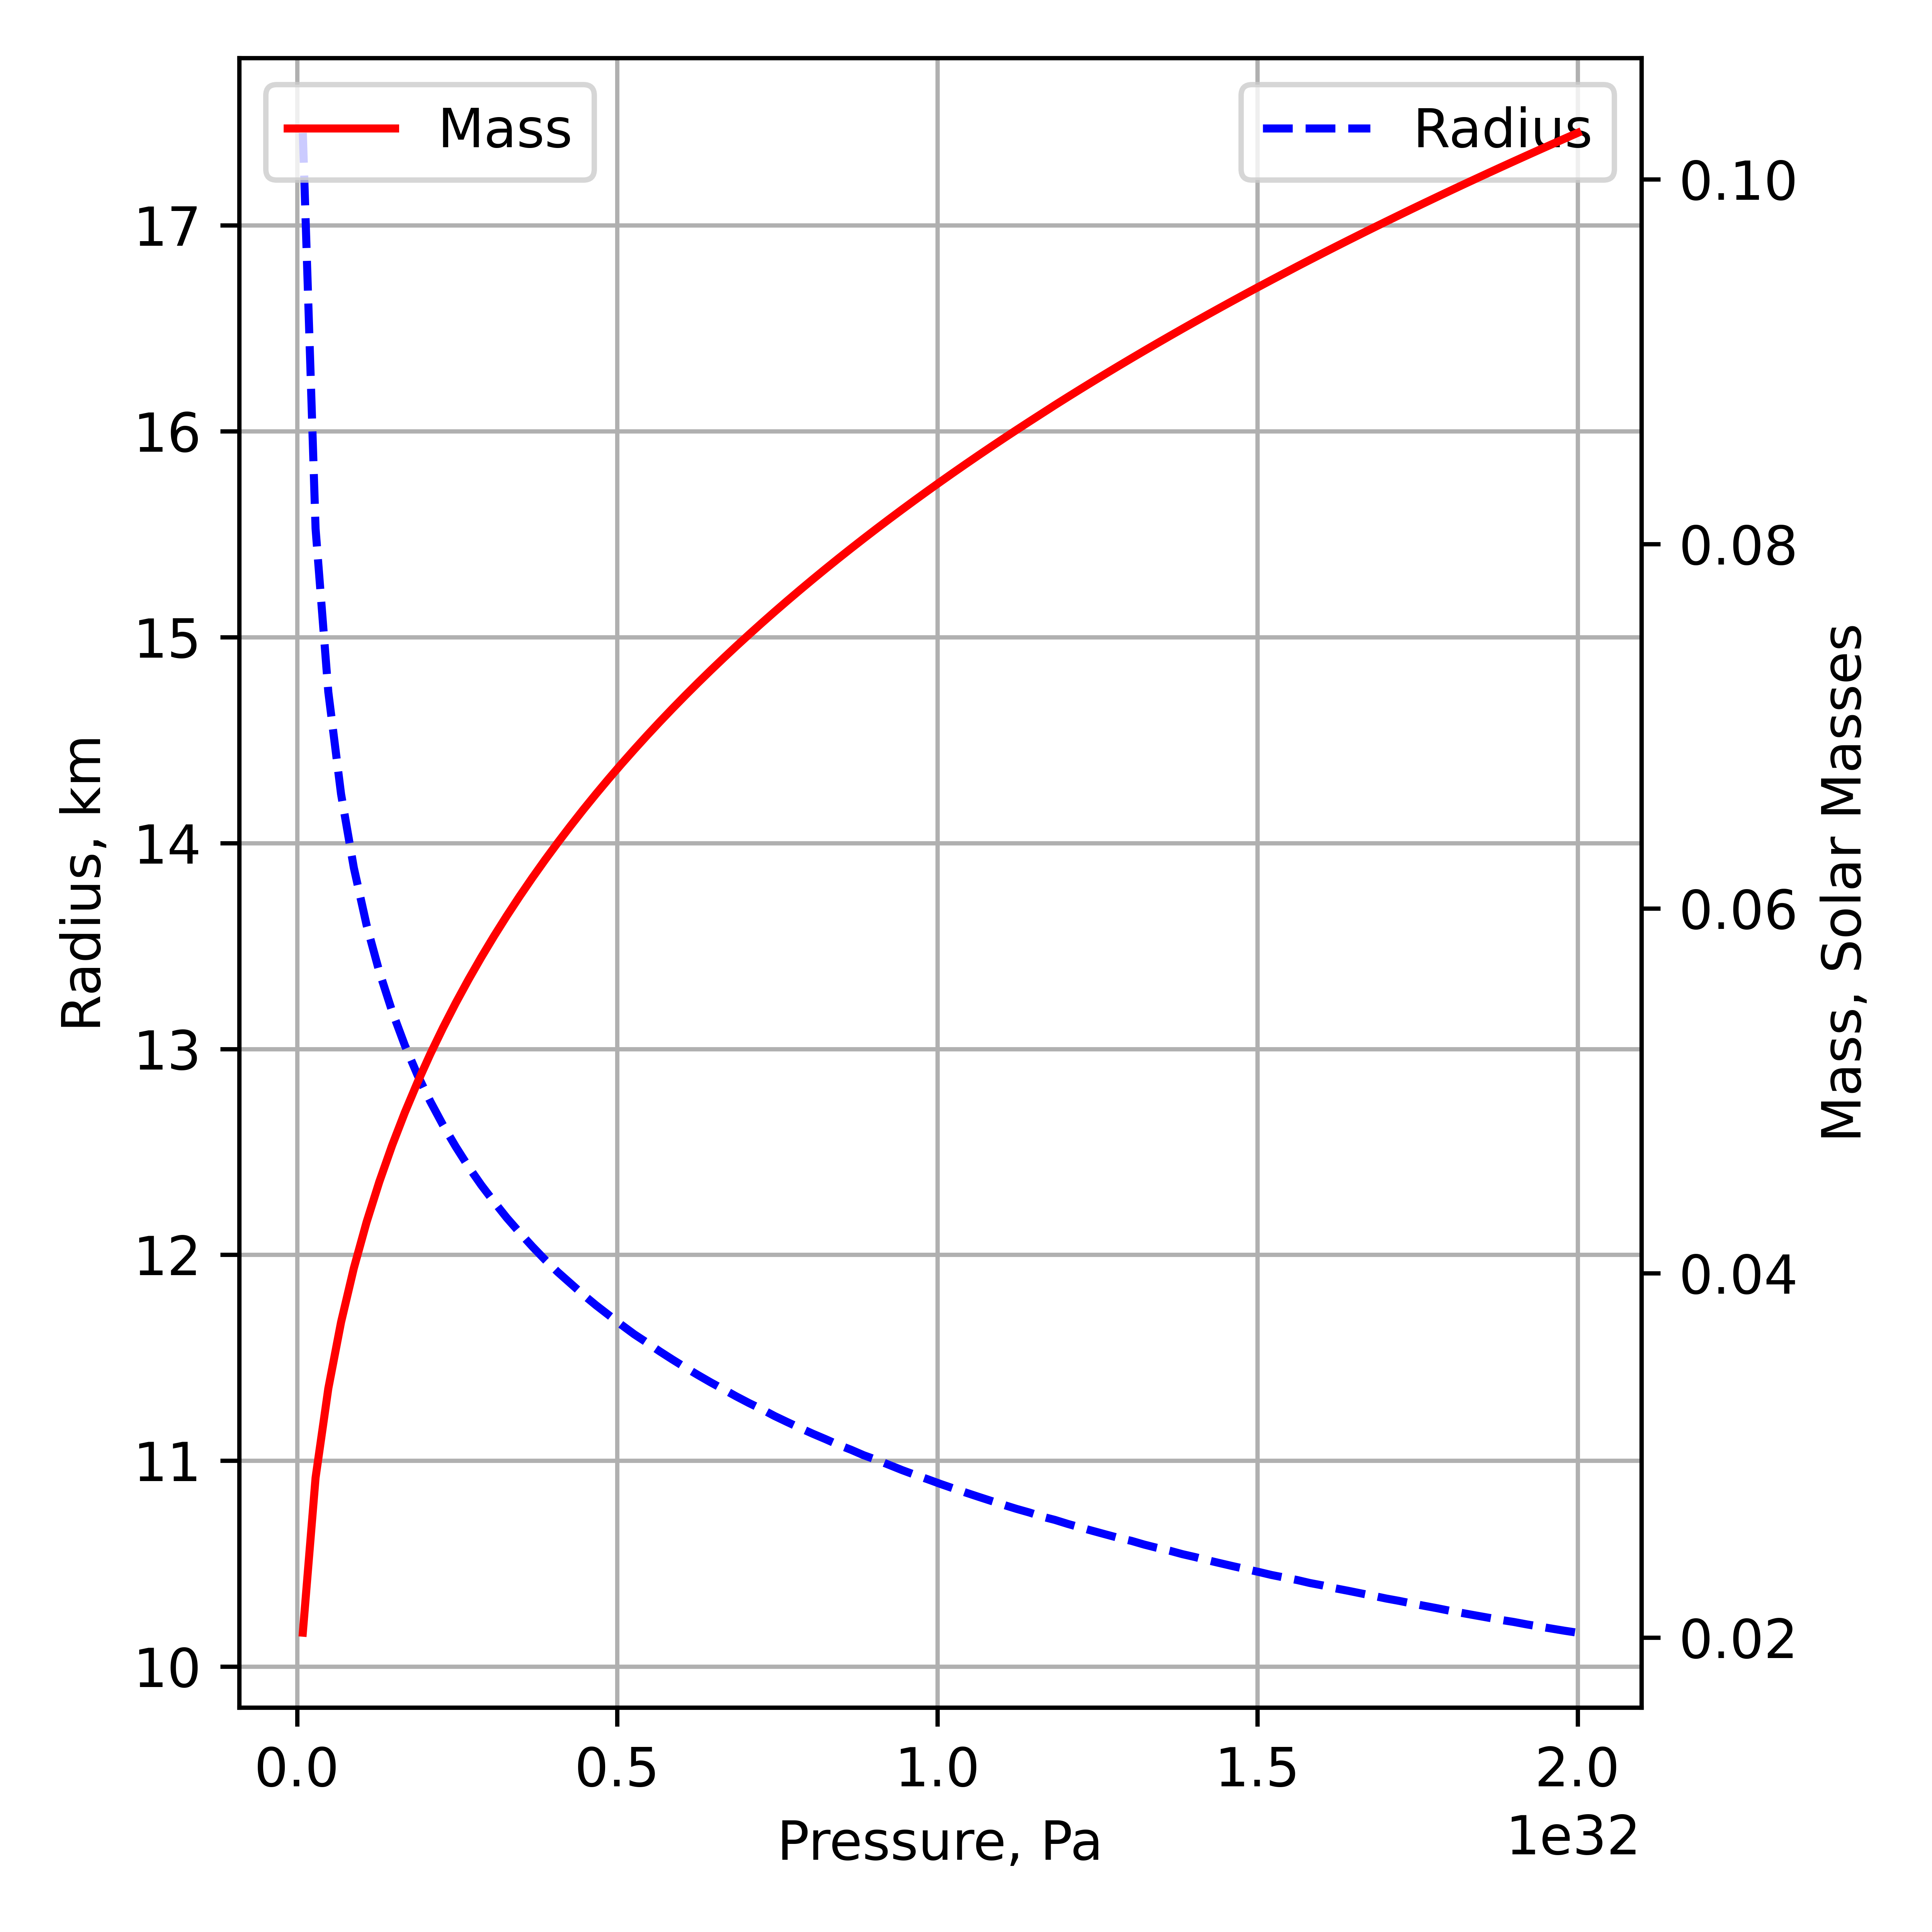 Mass
Radius
17
16
15
14
13
12
11
10
Radius, km
0.10
0.08
0.06
0.04
0.02
Mass, Solar Masses
0.0 0.5 1.0 1.5 2.0
1e32
Pressure, Pa